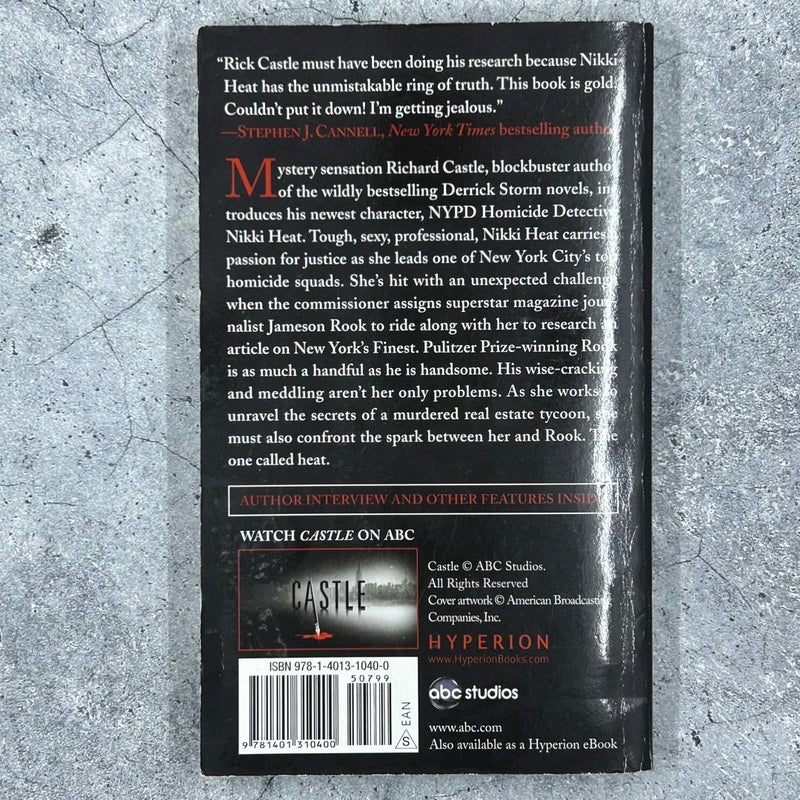 “Rick Castle must have been doing his research because Nikki
Heat has the unmistakable ring of truth. This book is gold.
Couldn’t put it down! I’m getting jealous.”
—STEPHEN J. CANNELL, New York Times bestselling author
Mystery sensation Richard Castle, blockbuster author
of the wildly bestselling Derrick Storm novels, in-
troduces his newest character, NYPD Homicide Detective
Nikki Heat. Tough, sexy, professional, Nikki Heat carries a
passion for justice as she leads one of New York City’s top
homicide squads. She’s hit with an unexpected challenge
when the commissioner assigns superstar magazine jour-
nalist Jameson Rook to ride along with her to research an
article on New York’s Finest. Pulitzer Prize-winning Rook
is as much a handful as he is handsome. His wise-cracking
and meddling aren’t her only problems. As she works to
unravel the secrets of a murdered real estate tycoon, she
must also confront the spark between her and Rook. The
one called heat.
AUTHOR INTERVIEW AND OTHER FEATURES INSIDE
WATCH CASTLE ON ABC
CASTLE
Castle © ABC Studios.
All Rights Reserved
Cover artwork © American Broadcasting
Companies, Inc.
HYPERION
www.HyperionBooks.com
ISBN 978-1-4013-1040-0
50799
9 781401 310400
S EAN
abc studios
www.abc.com
Also available as a Hyperion eBook